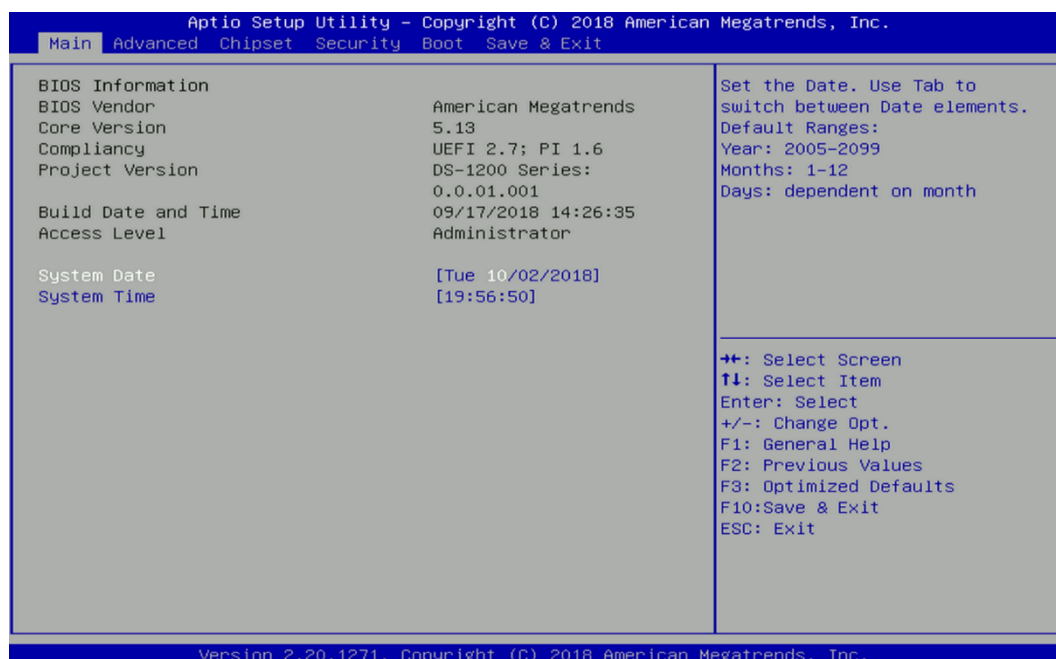 Aptio Setup Utility – Copyright (C) 2018 American Megatrends, Inc.
Main Advanced Chipset Security Boot Save & Exit
BIOS Information
BIOS Vendor American Megatrends
Core Version 5.13
Compliancy UEFI 2.7; PI 1.6
Project Version DS-1200 Series:
0.0.01.001
Build Date and Time 09/17/2018 14:26:35
Access Level Administrator
System Date [Tue 10/02/2018]
System Time [19:56:50]
Set the Date. Use Tab to
switch between Date elements.
Default Ranges:
Year: 2005-2099
Months: 1-12
Days: dependent on month
→←: Select Screen
↑↓: Select Item
Enter: Select
+/-: Change Opt.
F1: General Help
F2: Previous Values
F3: Optimized Defaults
F10:Save & Exit
ESC: Exit
Version 2.20.1271. Copyright (C) 2018 American Megatrends, Inc.